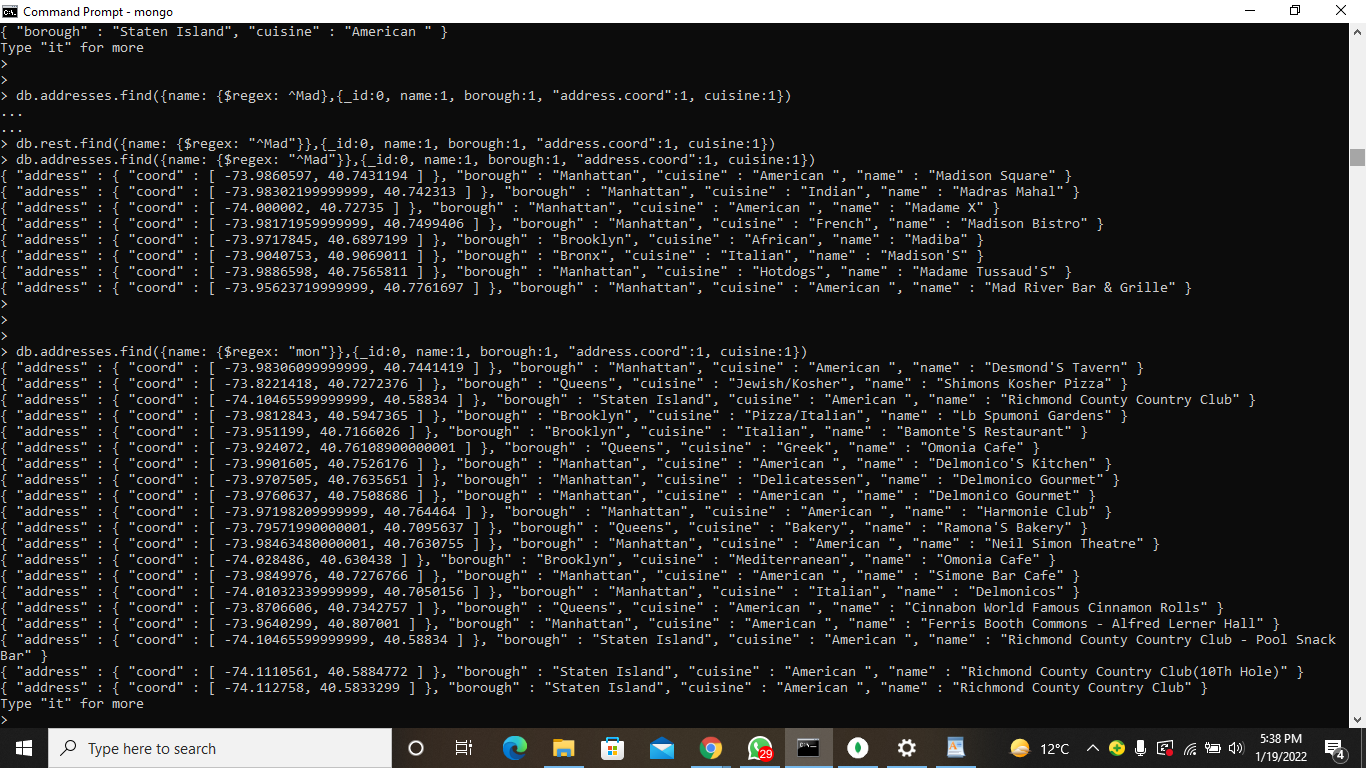 Command Prompt - mongo
{ "borough" : "Staten Island", "cuisine" : "American " }
Type "it" for more
>
>
> db.addresses.find({name: {$regex: ^Mad},{_id:0, name:1, borough:1, "address.coord":1, cuisine:1})
...
...
> db.rest.find({name: {$regex: "^Mad"}},{_id:0, name:1, borough:1, "address.coord":1, cuisine:1})
> db.addresses.find({name: {$regex: "^Mad"}},{_id:0, name:1, borough:1, "address.coord":1, cuisine:1})
{ "address" : { "coord" : [ -73.9860597, 40.7431194 ] }, "borough" : "Manhattan", "cuisine" : "American ", "name" : "Madison Square" }
{ "address" : { "coord" : [ -73.98302199999999, 40.742313 ] }, "borough" : "Manhattan", "cuisine" : "Indian", "name" : "Madras Mahal" }
{ "address" : { "coord" : [ -74.000002, 40.72735 ] }, "borough" : "Manhattan", "cuisine" : "American ", "name" : "Madame X" }
{ "address" : { "coord" : [ -73.98171959999999, 40.7499406 ] }, "borough" : "Manhattan", "cuisine" : "French", "name" : "Madison Bistro" }
{ "address" : { "coord" : [ -73.9717845, 40.6897199 ] }, "borough" : "Brooklyn", "cuisine" : "African", "name" : "Madiba" }
{ "address" : { "coord" : [ -73.9040753, 40.9069011 ] }, "borough" : "Bronx", "cuisine" : "Italian", "name" : "Madison'S" }
{ "address" : { "coord" : [ -73.9886598, 40.7565811 ] }, "borough" : "Manhattan", "cuisine" : "Hotdogs", "name" : "Madame Tussaud'S" }
{ "address" : { "coord" : [ -73.95623719999999, 40.7761697 ] }, "borough" : "Manhattan", "cuisine" : "American ", "name" : "Mad River Bar & Grille" }
>
>
>
> db.addresses.find({name: {$regex: "mon"}},{_id:0, name:1, borough:1, "address.coord":1, cuisine:1})
{ "address" : { "coord" : [ -73.98306099999999, 40.7441419 ] }, "borough" : "Manhattan", "cuisine" : "American ", "name" : "Desmond'S Tavern" }
{ "address" : { "coord" : [ -73.8221418, 40.7272376 ] }, "borough" : "Queens", "cuisine" : "Jewish/Kosher", "name" : "Shimons Kosher Pizza" }
{ "address" : { "coord" : [ -74.10465599999999, 40.58834 ] }, "borough" : "Staten Island", "cuisine" : "American ", "name" : "Richmond County Country Club" }
{ "address" : { "coord" : [ -73.9812843, 40.5947365 ] }, "borough" : "Brooklyn", "cuisine" : "Pizza/Italian", "name" : "Lb Spumoni Gardens" }
{ "address" : { "coord" : [ -73.951199, 40.7166026 ] }, "borough" : "Brooklyn", "cuisine" : "Italian", "name" : "Bamonte'S Restaurant" }
{ "address" : { "coord" : [ -73.924072, 40.76108900000001 ] }, "borough" : "Queens", "cuisine" : "Greek", "name" : "Omonia Cafe" }
{ "address" : { "coord" : [ -73.9901605, 40.7526176 ] }, "borough" : "Manhattan", "cuisine" : "American ", "name" : "Delmonico'S Kitchen" }
{ "address" : { "coord" : [ -73.9707505, 40.7635651 ] }, "borough" : "Manhattan", "cuisine" : "Delicatessen", "name" : "Delmonico Gourmet" }
{ "address" : { "coord" : [ -73.9760637, 40.7508686 ] }, "borough" : "Manhattan", "cuisine" : "American ", "name" : "Delmonico Gourmet" }
{ "address" : { "coord" : [ -73.97198209999999, 40.764464 ] }, "borough" : "Manhattan", "cuisine" : "American ", "name" : "Harmonie Club" }
{ "address" : { "coord" : [ -73.79571990000001, 40.7095637 ] }, "borough" : "Queens", "cuisine" : "Bakery", "name" : "Ramona'S Bakery" }
{ "address" : { "coord" : [ -73.98463480000001, 40.7630755 ] }, "borough" : "Manhattan", "cuisine" : "American ", "name" : "Neil Simon Theatre" }
{ "address" : { "coord" : [ -74.028486, 40.630438 ] }, "borough" : "Brooklyn", "cuisine" : "Mediterranean", "name" : "Omonia Cafe" }
{ "address" : { "coord" : [ -73.9849976, 40.7276766 ] }, "borough" : "Manhattan", "cuisine" : "American ", "name" : "Simone Bar Cafe" }
{ "address" : { "coord" : [ -74.01032339999999, 40.7050156 ] }, "borough" : "Manhattan", "cuisine" : "Italian", "name" : "Delmonicos" }
{ "address" : { "coord" : [ -73.8706606, 40.7342757 ] }, "borough" : "Queens", "cuisine" : "American ", "name" : "Cinnabon World Famous Cinnamon Rolls" }
{ "address" : { "coord" : [ -73.9640299, 40.807001 ] }, "borough" : "Manhattan", "cuisine" : "American ", "name" : "Ferris Booth Commons - Alfred Lerner Hall" }
{ "address" : { "coord" : [ -74.10465599999999, 40.58834 ] }, "borough" : "Staten Island", "cuisine" : "American ", "name" : "Richmond County Country Club - Pool Snack
Bar" }
{ "address" : { "coord" : [ -74.1110561, 40.5884772 ] }, "borough" : "Staten Island", "cuisine" : "American ", "name" : "Richmond County Country Club(10Th Hole)" }
{ "address" : { "coord" : [ -74.112758, 40.5833299 ] }, "borough" : "Staten Island", "cuisine" : "American ", "name" : "Richmond County Country Club" }
Type "it" for more
>
Type here to search
29
12°C
5:38 PM
1/19/2022
4